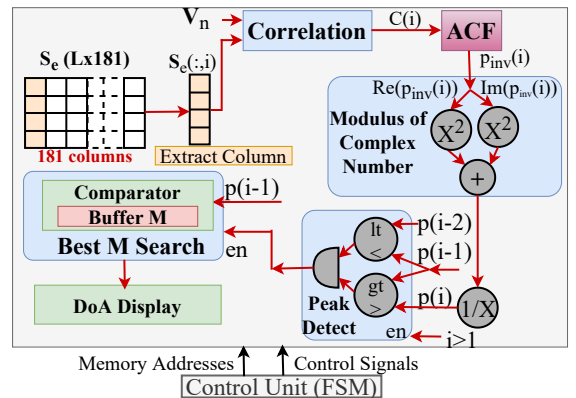 V_n
S_e (Lx181)
S_e(:,i)
Correlation
C(i)
ACF
p_inv(i)
181 columns
Extract Column
Re(p_inv(i))
Im(p_inv(i))
Modulus of
Complex
Number
X^2
X^2
+
Comparator
Buffer M
Best M Search
p(i-1)
en
lt
<
gt
>
p(i-2)
p(i-1)
p(i)
1/X
Peak
Detect
en
i>1
DoA Display
Memory Addresses
Control Signals
Control Unit (FSM)